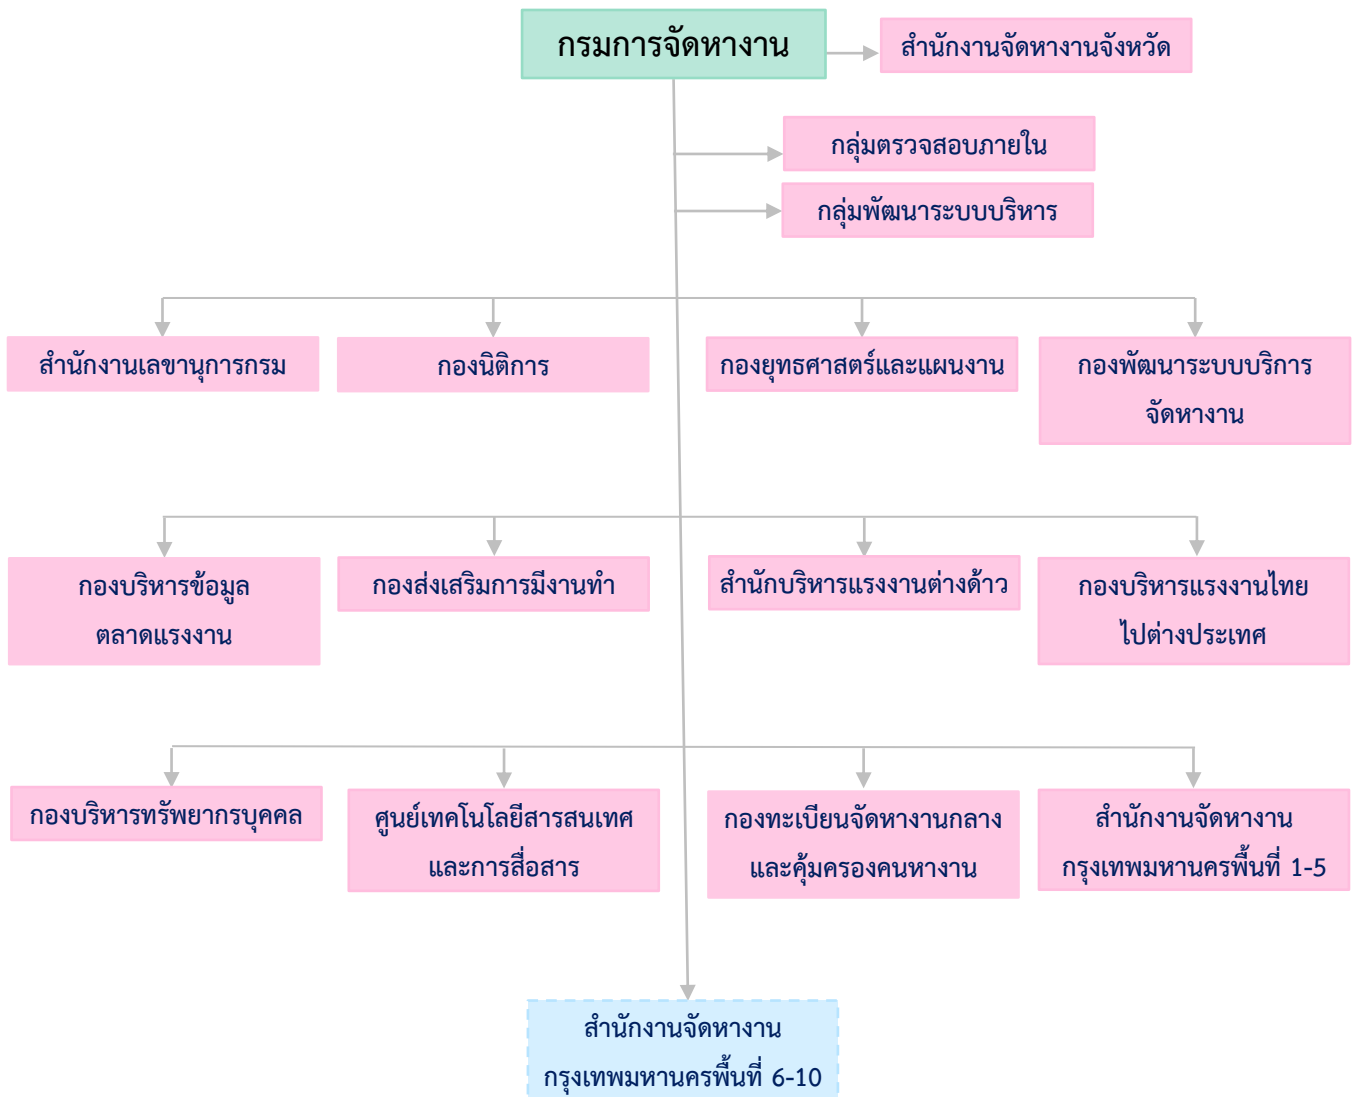 กรมการจัดหางาน
สำนักงานจัดหางานจังหวัด
กลุ่มตรวจสอบภายใน
กลุ่มพัฒนาระบบบริหาร
สำนักงานเลขานุการกรม
กองนิติการ
กองยุทธศาสตร์และแผนงาน
กองพัฒนาระบบบริการ
จัดหางาน
กองบริหารข้อมูล
ตลาดแรงงาน
กองส่งเสริมการมีงานทำ
สำนักบริหารแรงงานต่างด้าว
กองบริหารแรงงานไทย
ไปต่างประเทศ
กองบริหารทรัพยากรบุคคล
ศูนย์เทคโนโลยีสารสนเทศ
และการสื่อสาร
กองทะเบียนจัดหางานกลาง
และคุ้มครองคนหางาน
สำนักงานจัดหางาน
กรุงเทพมหานครพื้นที่ 1-5
สำนักงานจัดหางาน
กรุงเทพมหานครพื้นที่ 6-10